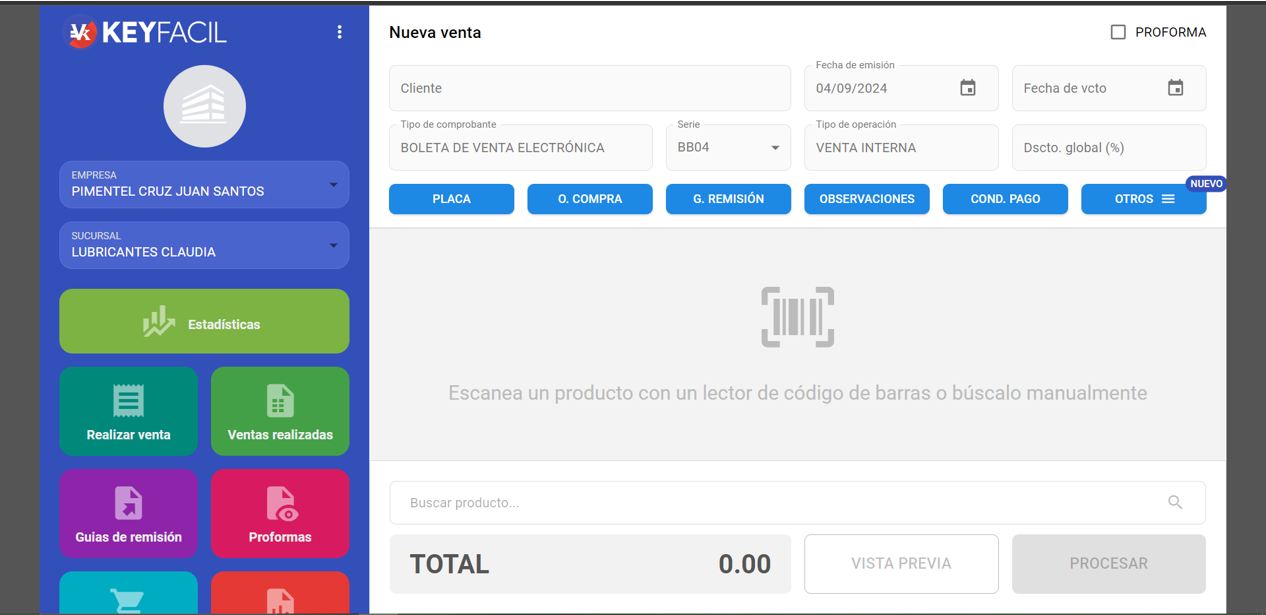 KEYFACIL
EMPRESA
PIMENTEL CRUZ JUAN SANTOS
SUCURSAL
LUBRICANTES CLAUDIA
Estadísticas
Realizar venta
Ventas realizadas
Guias de remisión
Proformas
Nueva venta
PROFORMA
Cliente
Fecha de emisión
04/09/2024
Fecha de vcto
Tipo de comprobante
BOLETA DE VENTA ELECTRÓNICA
Serie
BB04
Tipo de operación
VENTA INTERNA
Dscto. global (%)
NUEVO
PLACA
O. COMPRA
G. REMISIÓN
OBSERVACIONES
COND. PAGO
OTROS
Escanea un producto con un lector de código de barras o búscalo manualmente
Buscar producto...
TOTAL 0.00
VISTA PREVIA
PROCESAR